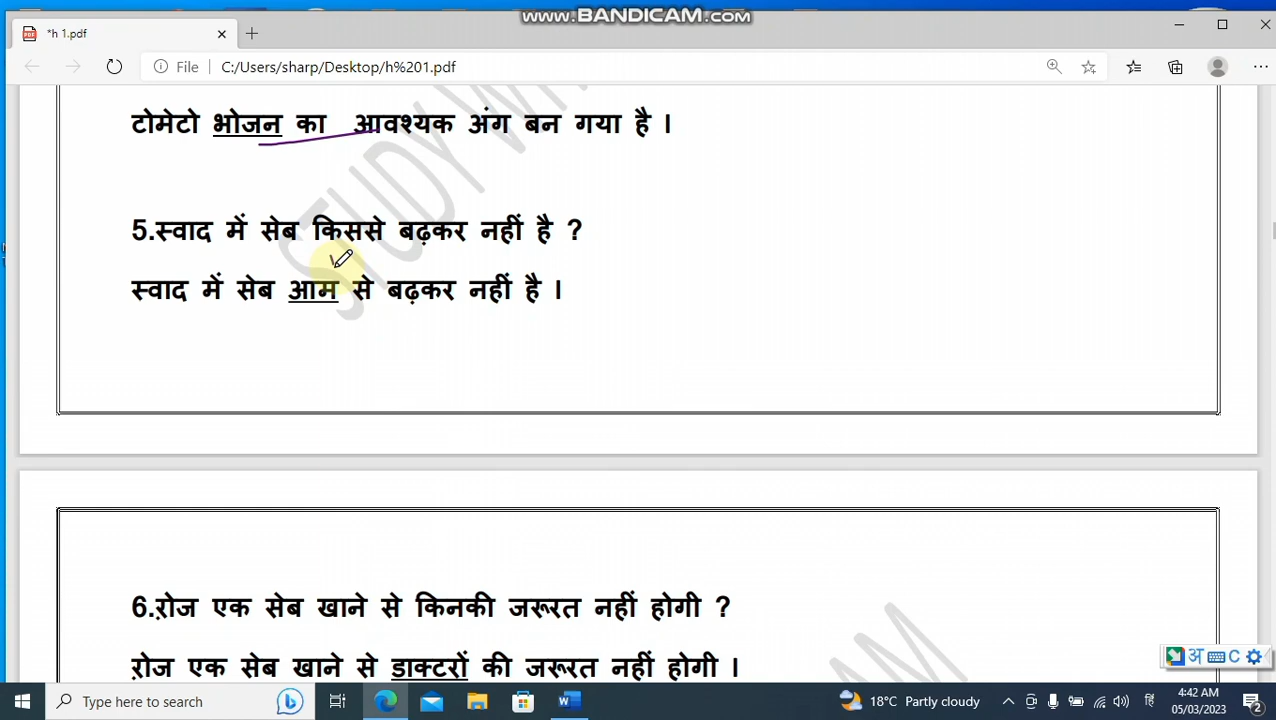 www.BANDICAM.com
*h 1.pdf
File C:/Users/sharp/Desktop/h%201.pdf
टोमेटो भोजन का आवश्यक अंग बन गया है ।
5.स्वाद में सेब किससे बढ़कर नहीं है ?
स्वाद में सेब आम से बढ़कर नहीं है ।
6.ऱोज एक सेब खाने से किनकी जरूरत नहीं होगी ?
ऱोज एक सेब खाने से डाक्टरों की जरूरत नहीं होगी ।
STUDY
Type here to search
18°C Partly cloudy
4:42 AM
05/03/2023